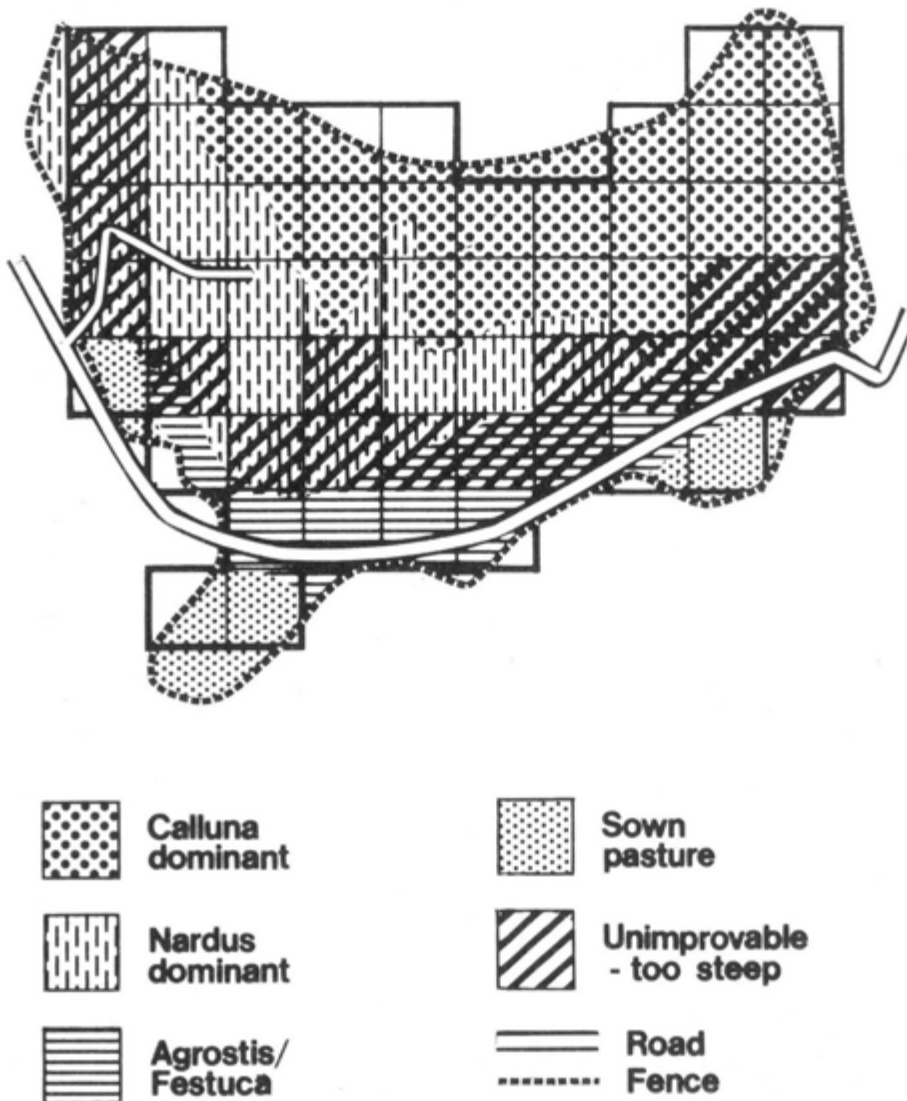 Calluna
dominant
Nardus
dominant
Agrostis/
Festuca
Sown
pasture
Unimprovable
- too steep
Road
Fence